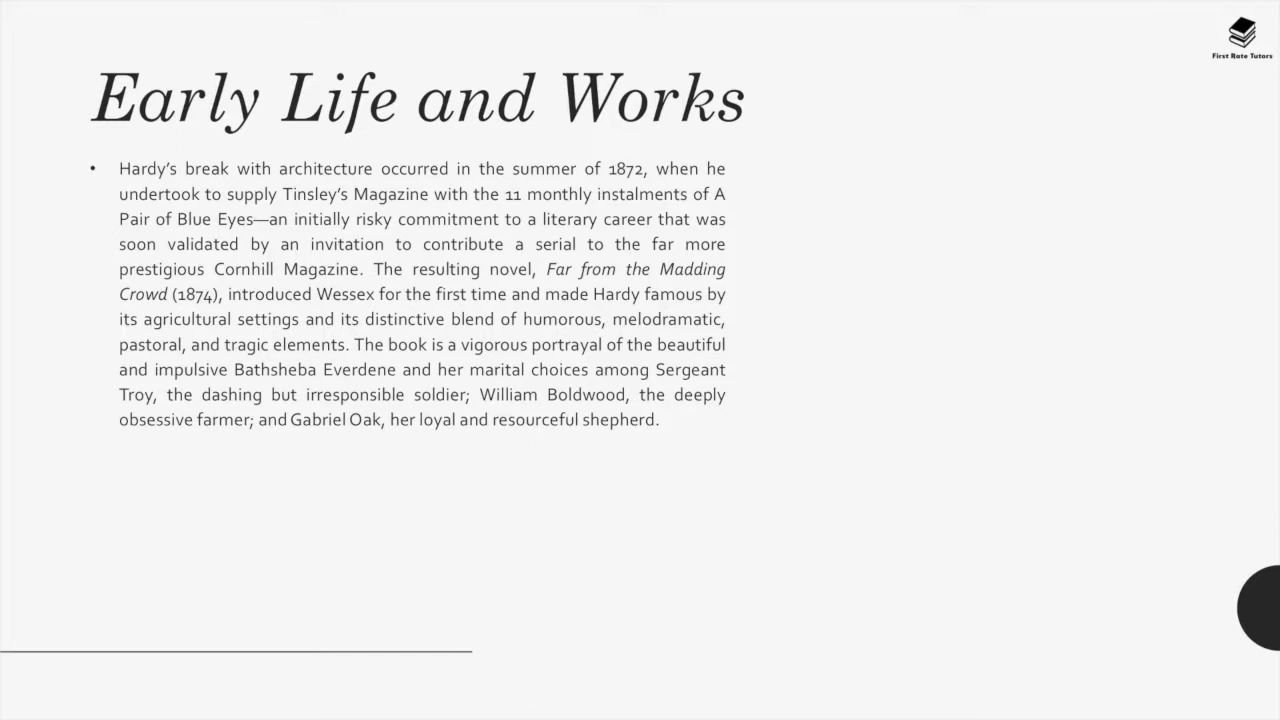 First Rate Tutors
Early Life and Works
• Hardy’s break with architecture occurred in the summer of 1872, when he
undertook to supply Tinsley’s Magazine with the 11 monthly instalments of A
Pair of Blue Eyes—an initially risky commitment to a literary career that was
soon validated by an invitation to contribute a serial to the far more
prestigious Cornhill Magazine. The resulting novel, Far from the Madding
Crowd (1874), introduced Wessex for the first time and made Hardy famous by
its agricultural settings and its distinctive blend of humorous, melodramatic,
pastoral, and tragic elements. The book is a vigorous portrayal of the beautiful
and impulsive Bathsheba Everdene and her marital choices among Sergeant
Troy, the dashing but irresponsible soldier; William Boldwood, the deeply
obsessive farmer; and Gabriel Oak, her loyal and resourceful shepherd.